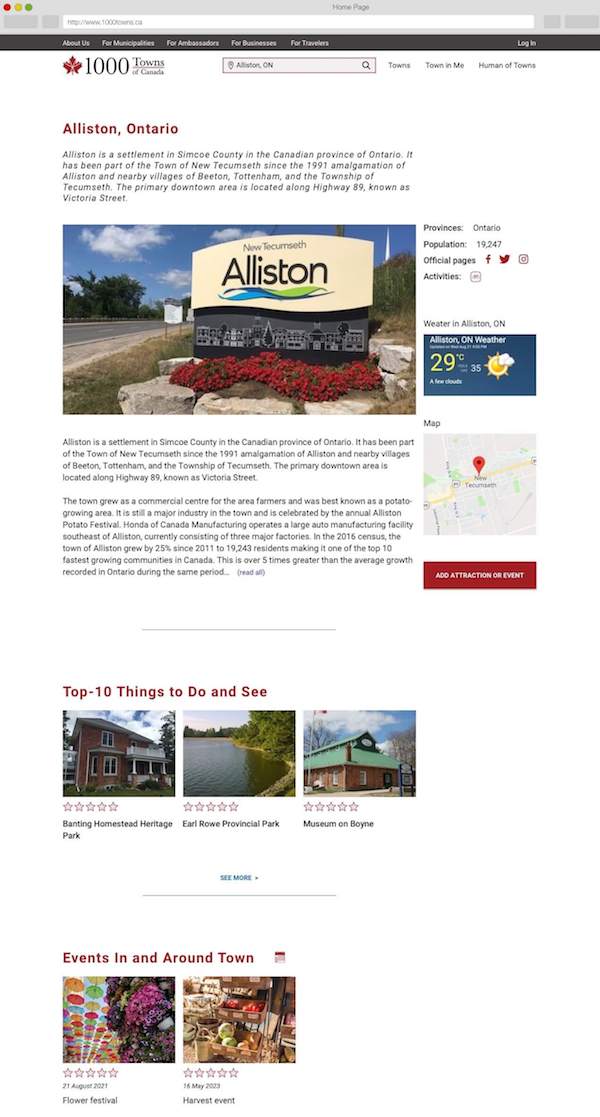 Home Page
http://www.1000towns.ca
About Us For Municipalities For Ambassadors For Businesses For Travelers Log In
1000 Towns of Canada
Alliston, ON
Towns Town in Me Human of Towns
Alliston, Ontario
Alliston is a settlement in Simcoe County in the Canadian province of Ontario. It
has been part of the Town of New Tecumseth since the 1991 amalgamation of
Alliston and nearby villages of Beeton, Tottenham, and the Township of
Tecumseth. The primary downtown area is located along Highway 89, known as
Victoria Street.
New Tecumseth
Alliston
Provinces: Ontario
Population: 19,247
Official pages
Activities:
Weater in Alliston, ON
Alliston, ON Weather
29°C
35
A few clouds
Map
New
Tecumseth
ADD ATTRACTION OR EVENT
Alliston is a settlement in Simcoe County in the Canadian province of Ontario. It has been part
of the Town of New Tecumseth since the 1991 amalgamation of Alliston and nearby villages
of Beeton, Tottenham, and the Township of Tecumseth. The primary downtown area is
located along Highway 89, known as Victoria Street.
The town grew as a commercial centre for the area farmers and was best known as a potato-
growing area. It is still a major industry in the town and is celebrated by the annual Alliston
Potato Festival. Honda of Canada Manufacturing operates a large auto manufacturing facility
southeast of Alliston, currently consisting of three major factories. In the 2016 census, the
town of Alliston grew by 25% since 2011 to 19,243 residents making it one of the top 10
fastest growing communities in Canada. This is over 5 times greater than the average growth
recorded in Ontario during the same period... (read all)
Top-10 Things to Do and See
Banting Homestead Heritage
Park
Earl Rowe Provincial Park
Museum on Boyne
SEE MORE >
Events In and Around Town
21 August 2021
Flower festival
16 May 2023
Harvest event